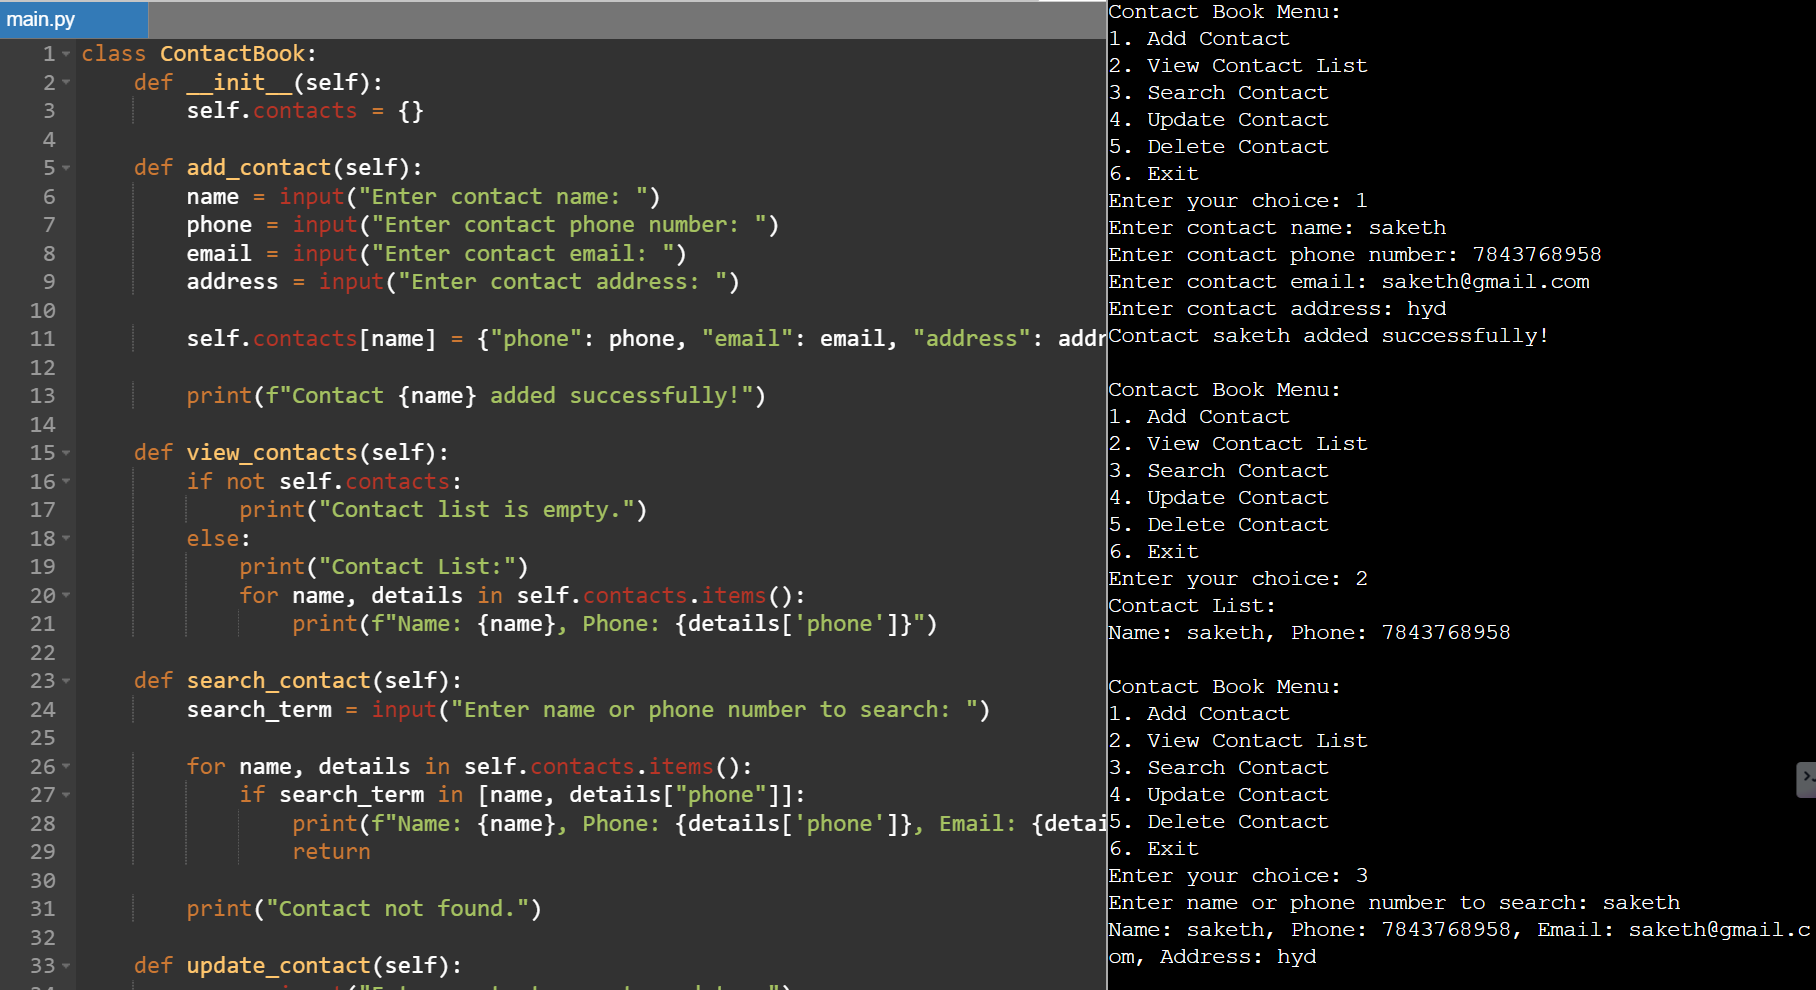 main.py
1 class ContactBook:
2 def __init__(self):
3 self.contacts = {}
4
5 def add_contact(self):
6 name = input("Enter contact name: ")
7 phone = input("Enter contact phone number: ")
8 email = input("Enter contact email: ")
9 address = input("Enter contact address: ")
10
11 self.contacts[name] = {"phone": phone, "email": email, "address": addr
12
13 print(f"Contact {name} added successfully!")
14
15 def view_contacts(self):
16 if not self.contacts:
17 print("Contact list is empty.")
18 else:
19 print("Contact List:")
20 for name, details in self.contacts.items():
21 print(f"Name: {name}, Phone: {details['phone']}")
22
23 def search_contact(self):
24 search_term = input("Enter name or phone number to search: ")
25
26 for name, details in self.contacts.items():
27 if search_term in [name, details["phone"]]:
28 print(f"Name: {name}, Phone: {details['phone']}, Email: {detai
29 return
30
31 print("Contact not found.")
32
33 def update_contact(self):
Contact Book Menu:
1. Add Contact
2. View Contact List
3. Search Contact
4. Update Contact
5. Delete Contact
6. Exit
Enter your choice: 1
Enter contact name: saketh
Enter contact phone number: 7843768958
Enter contact email: saketh@gmail.com
Enter contact address: hyd
Contact saketh added successfully!
Contact Book Menu:
1. Add Contact
2. View Contact List
3. Search Contact
4. Update Contact
5. Delete Contact
6. Exit
Enter your choice: 2
Contact List:
Name: saketh, Phone: 7843768958
Contact Book Menu:
1. Add Contact
2. View Contact List
3. Search Contact
4. Update Contact
5. Delete Contact
6. Exit
Enter your choice: 3
Enter name or phone number to search: saketh
Name: saketh, Phone: 7843768958, Email: saketh@gmail.c
om, Address: hyd